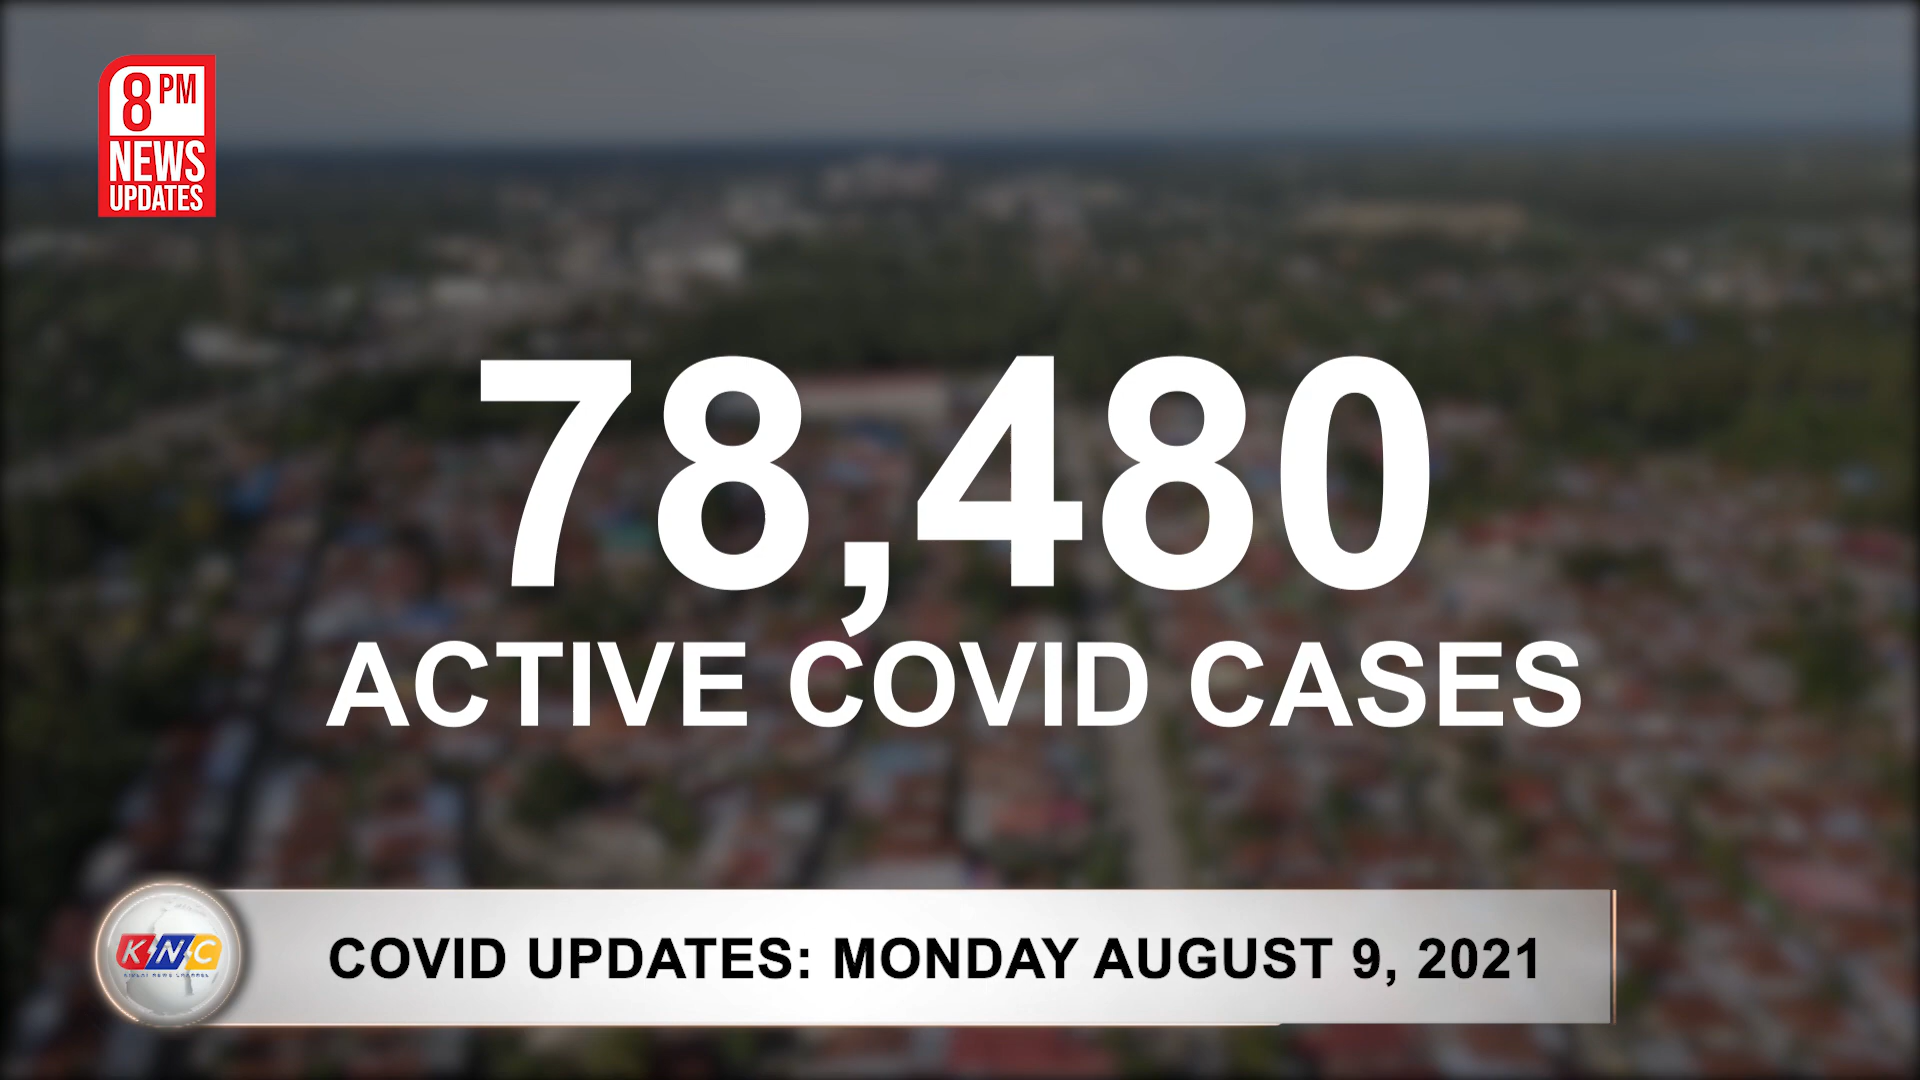 8 PM
NEWS
UPDATES
78,480
ACTIVE COVID CASES
KNC
COVID UPDATES: MONDAY AUGUST 9, 2021